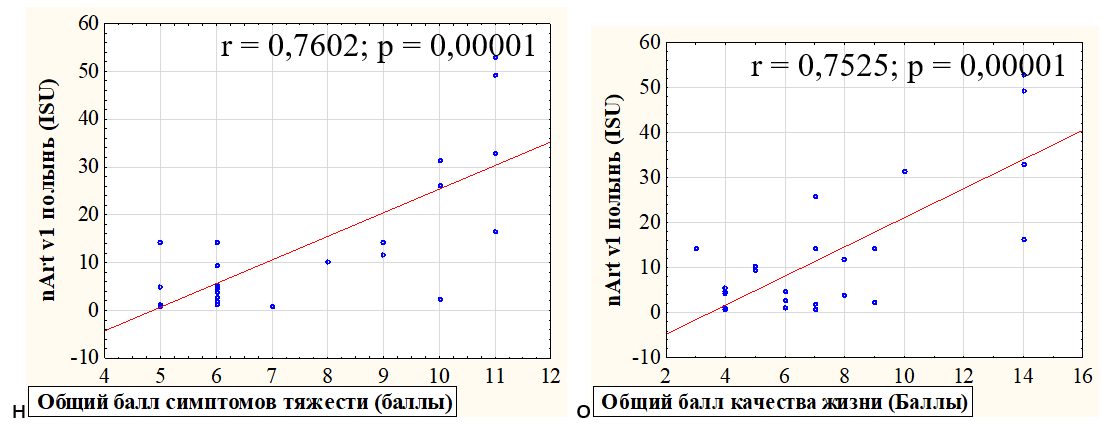 r = 0,7602; p = 0,00001
nArt v1 полынь (ISU)
60
50
40
30
20
10
0
-10
4 5 6 7 8 9 10 11 12
Н Общий балл симптомов тяжести (баллы)
r = 0,7525; p = 0,00001
nArt v1 полынь (ISU)
60
50
40
30
20
10
0
-10
2 4 6 8 10 12 14 16
О Общий балл качества жизни (Баллы)